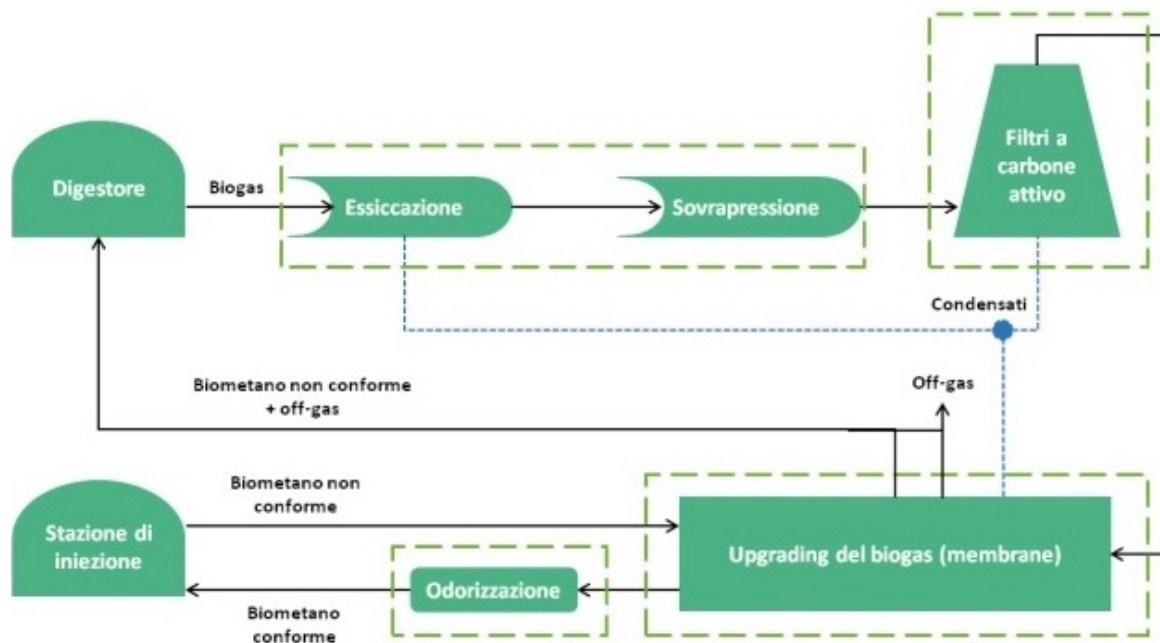 Digestore
Biogas
Essiccazione
Sovrapressione
Filtri a
carbone
attivo
Condensati
Biometano non conforme
+ off-gas
Off-gas
Stazione di
iniezione
Biometano non
conforme
Odorizzazione
Biometano
conforme
Upgrading del biogas (membrane)